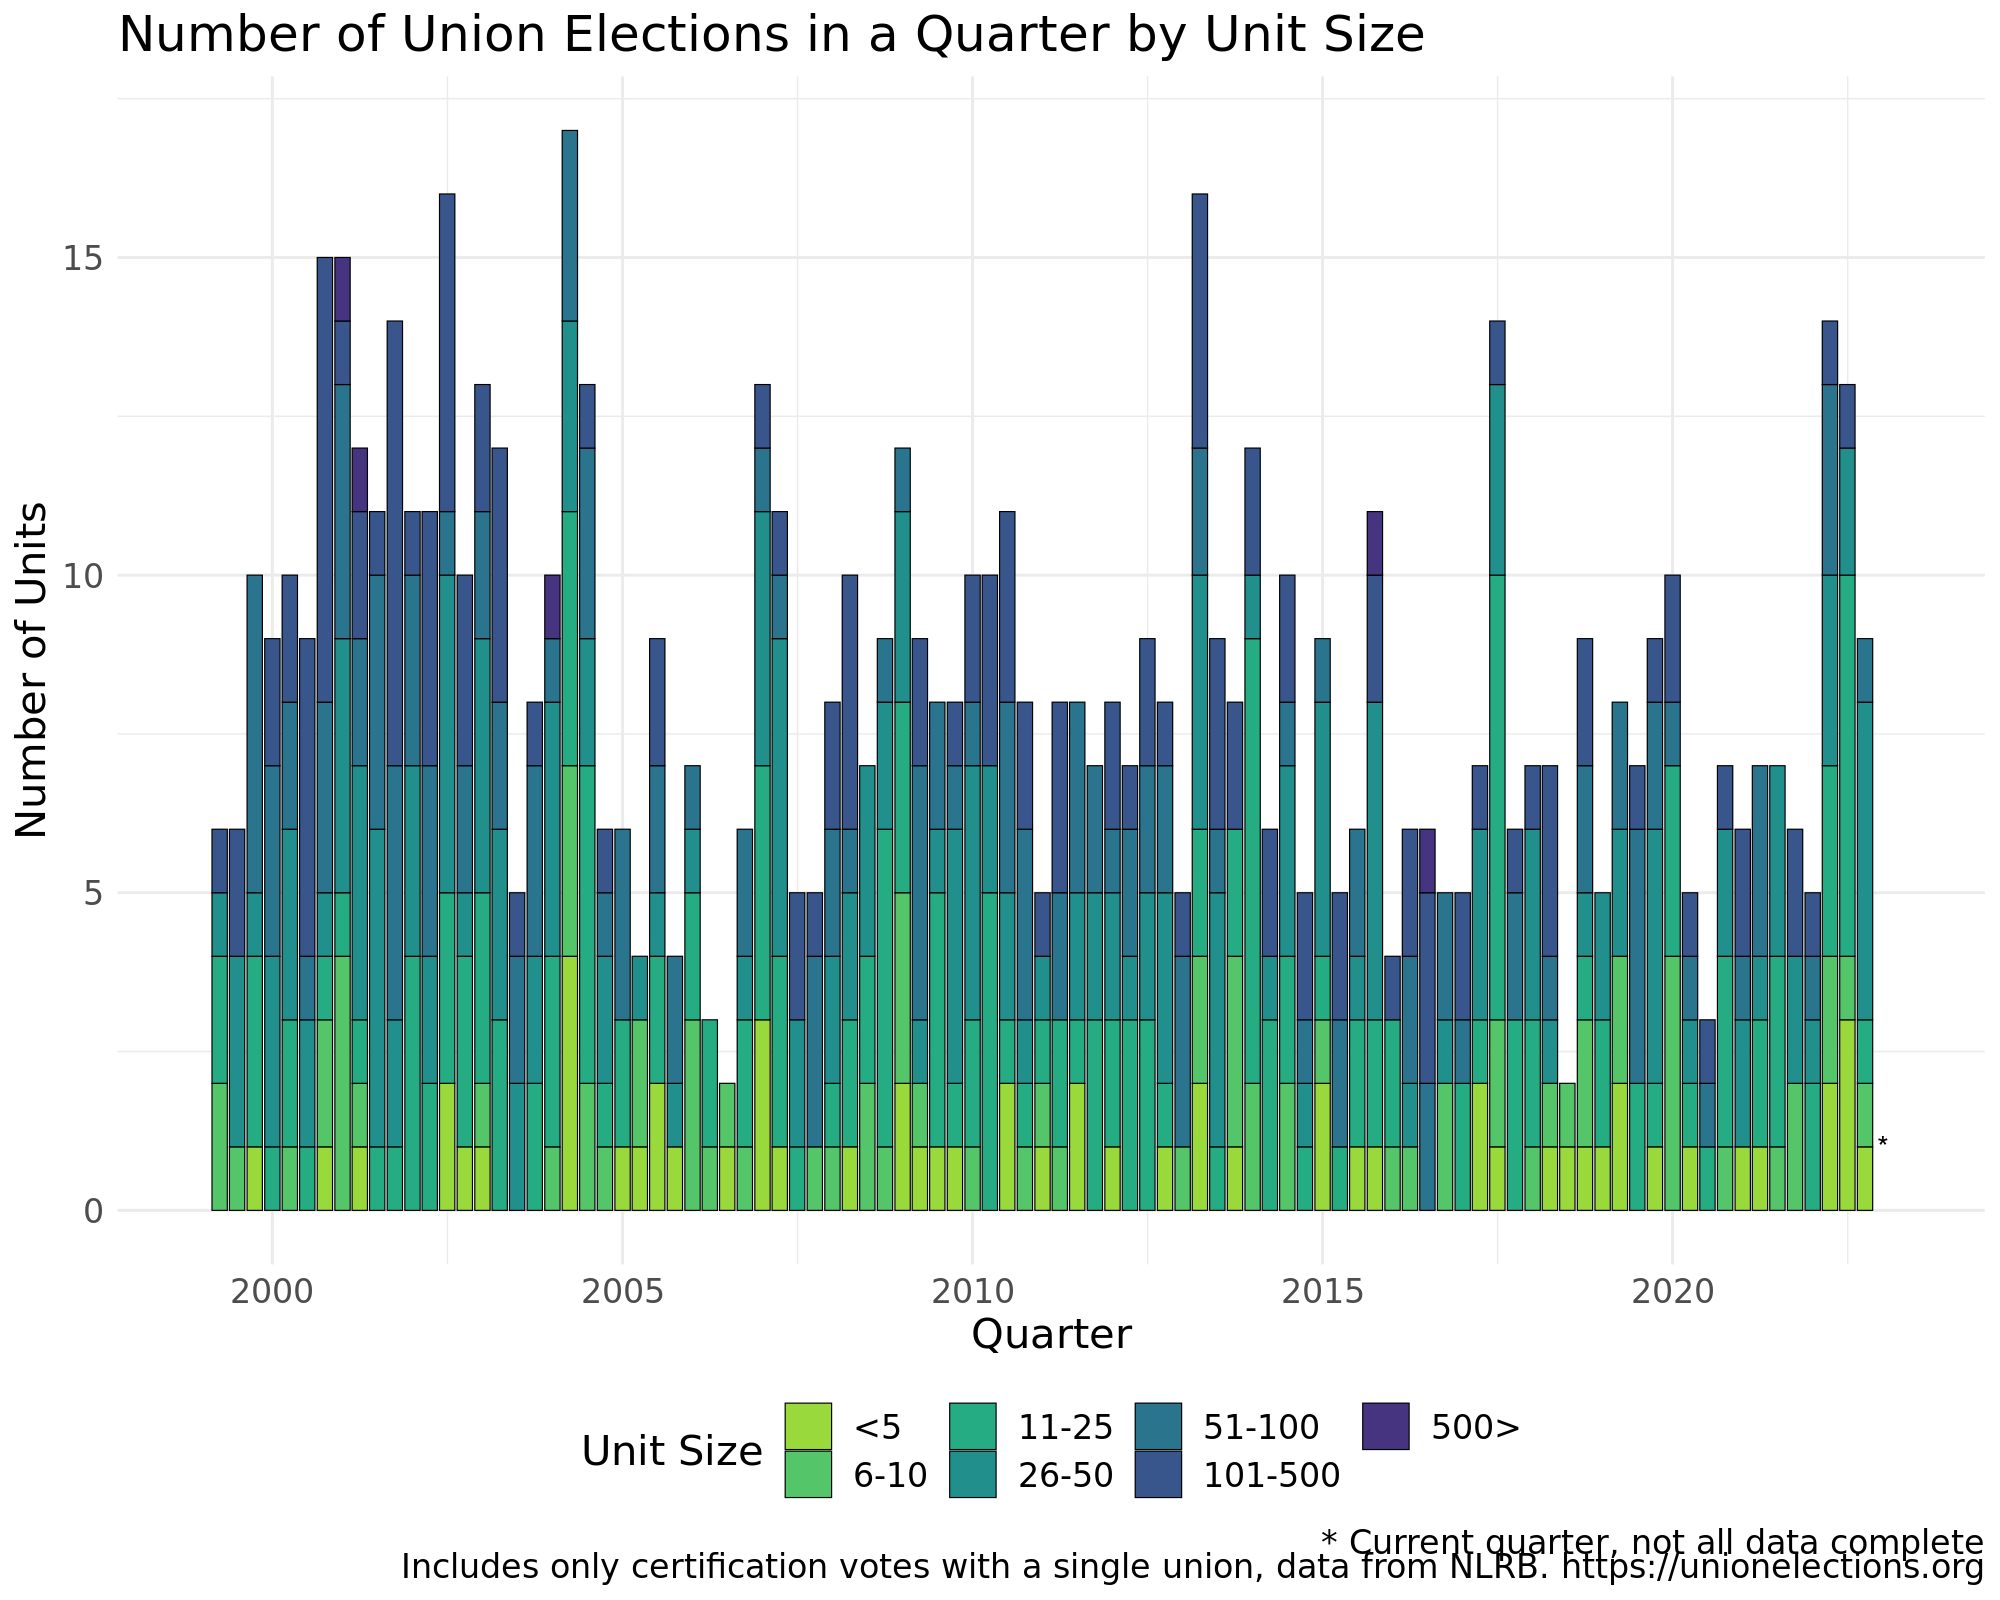 Number of Union Elections in a Quarter by Unit Size
Number of Units
15
10
5
0
*
2000 2005 2010 2015 2020
Quarter
Unit Size
<5 11-25 51-100 500>
6-10 26-50 101-500
* Current quarter, not all data complete
Includes only certification votes with a single union, data from NLRB. https://unionelections.org